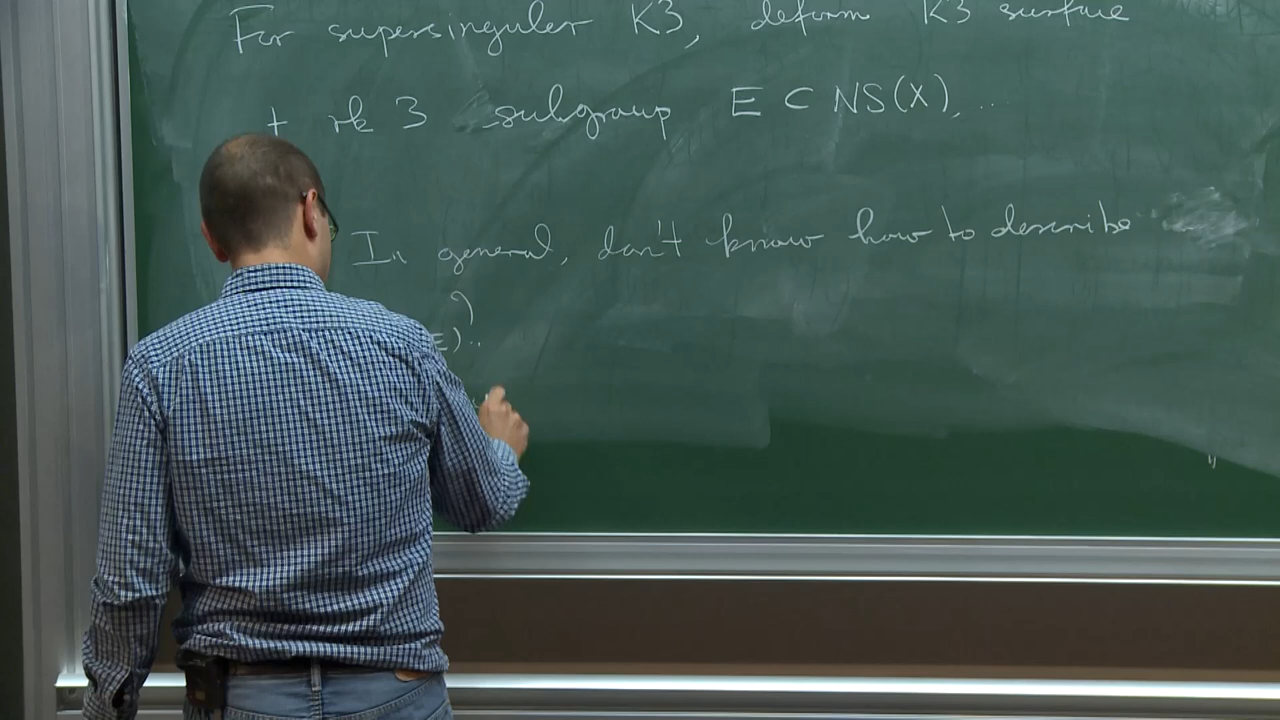 For supersingular K3, deform K3 surface
+ rk 3 subgroup E ⊂ NS(X), ..
In general, don't know how to describe
E)..